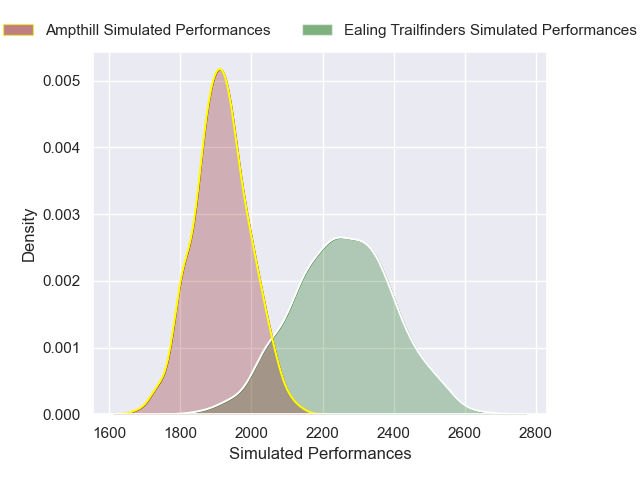 Ampthill Simulated Performances
Ealing Trailfinders Simulated Performances
0.005
0.004
0.003
0.002
0.001
0.000
Density
1600 1800 2000 2200 2400 2600 2800
Simulated Performances